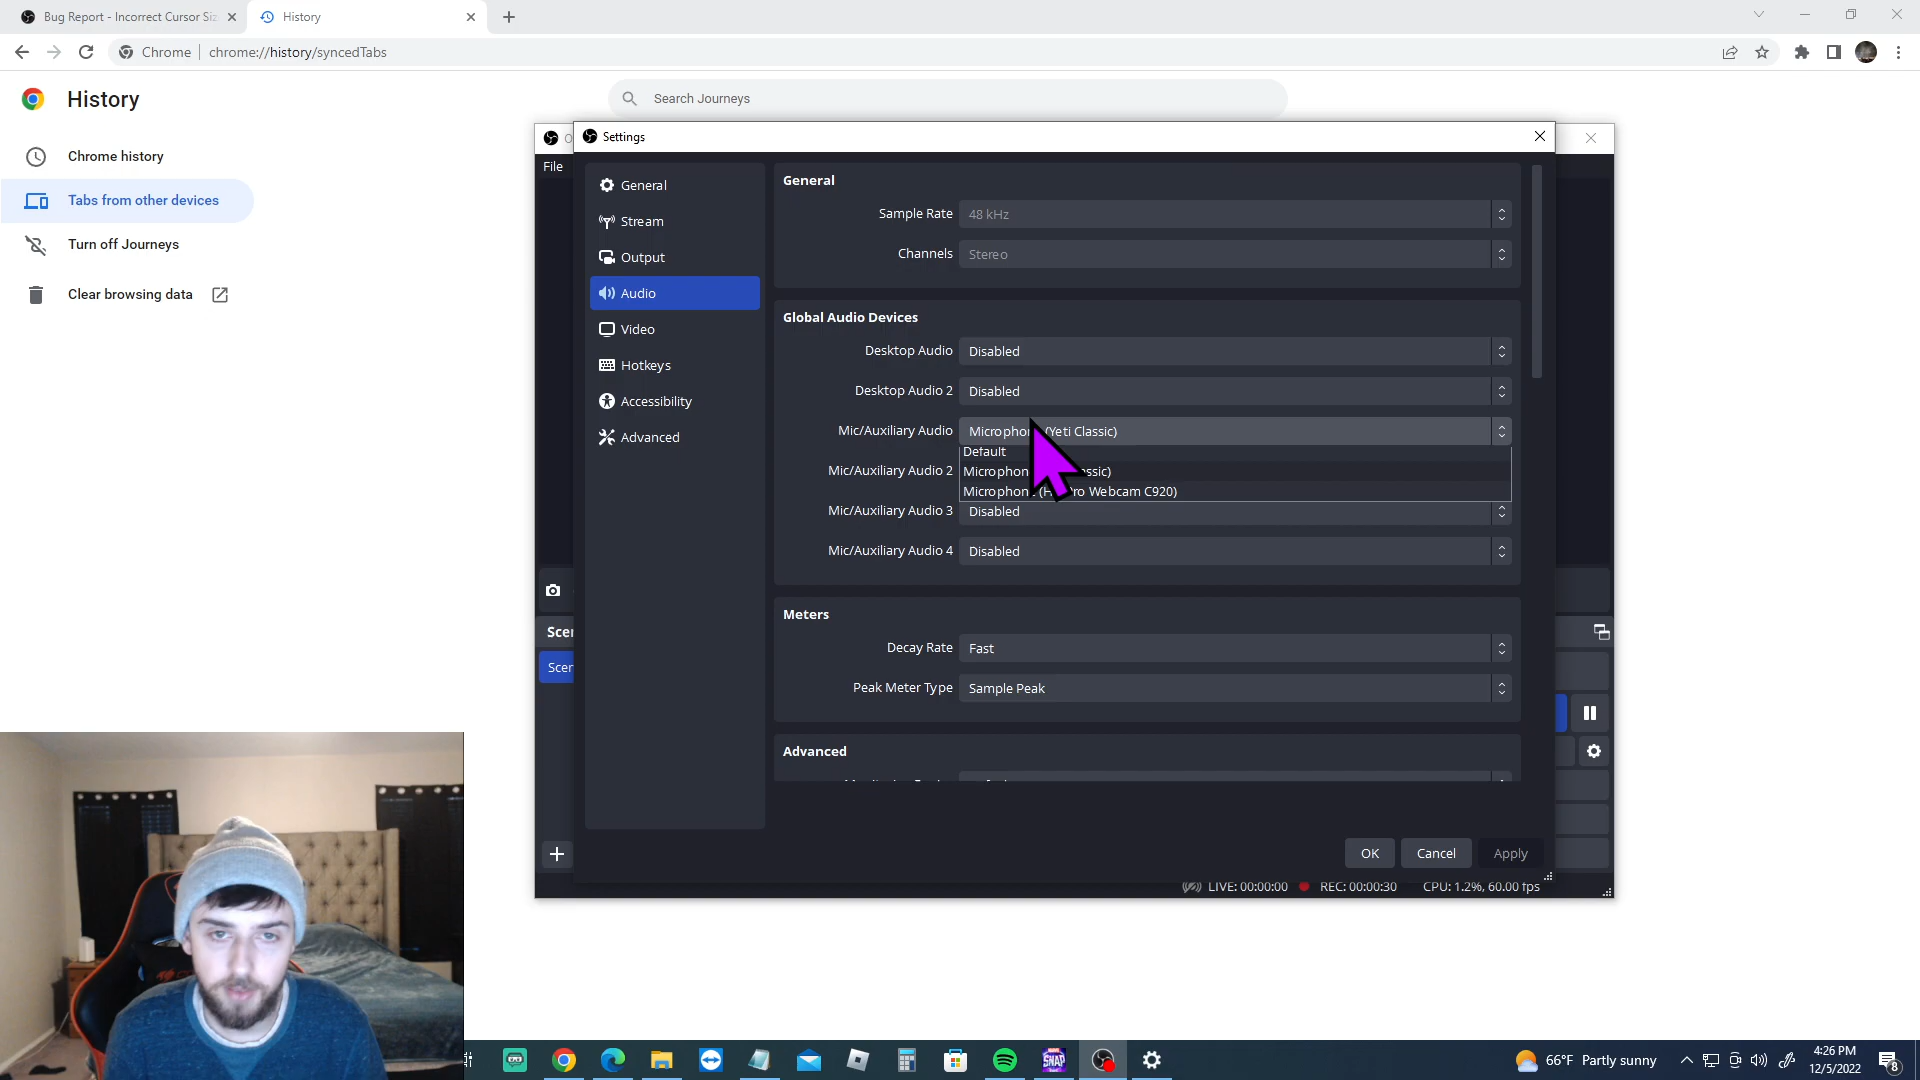 Bug Report - Incorrect Cursor Siz
History
Chrome
chrome://history/syncedTabs
History
Search Journeys
Chrome history
Tabs from other devices
Turn off Journeys
Clear browsing data
Settings
File
General
Stream
Output
Audio
Video
Hotkeys
Accessibility
Advanced
General
Sample Rate 48 kHz
Channels Stereo
Global Audio Devices
Desktop Audio Disabled
Desktop Audio 2 Disabled
Mic/Auxiliary Audio (Yeti Classic)
Default
Mic/Auxiliary Audio 2
Webcam C920)
Mic/Auxiliary Audio 3 Disabled
Mic/Auxiliary Audio 4 Disabled
Meters
Decay Rate Fast
Peak Meter Type Sample Peak
Advanced
Scer
Scer
OK Cancel Apply
LIVE: 00:00:00 REC: 00:00:30 CPU: 1.2%, 60.00 fps
SNAP
66°F Partly sunny
4:26 PM
12/5/2022
8